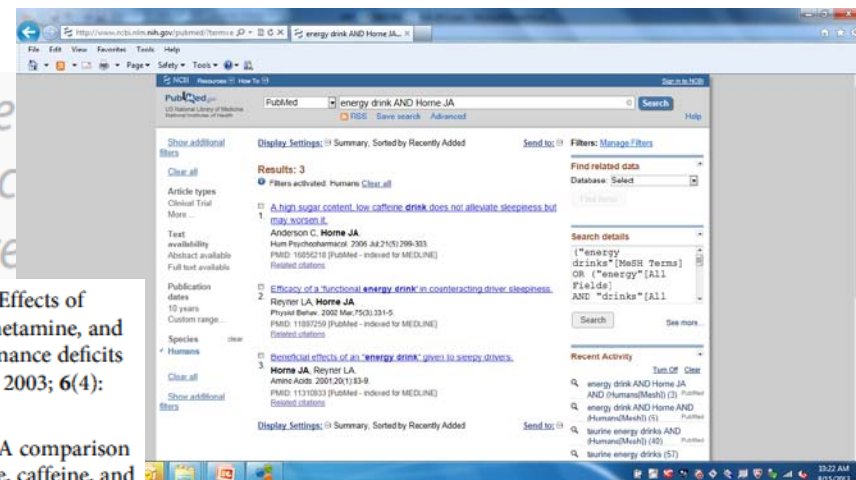 http://www.ncbi.nlm.nih.gov/pubmed/?term=e
energy drink AND Horne JA...
File Edit View Favorites Tools Help
Page Safety Tools
NCBI Resources How To
Sign in to NCBI
PubMed.gov
US National Library of Medicine
National Institutes of Health
PubMed
energy drink AND Horne JA
Search
RSS Save search Advanced
Help
Show additional filters
Clear all
Article types
Clinical Trial
More ...
Text availability
Abstract available
Full text available
Publication dates
10 years
Custom range...
Species clear
Humans
Clear all
Show additional filters
Display Settings: Summary, Sorted by Recently Added
Send to:
Results: 3
Filters activated: Humans Clear all
1.
A high sugar content, low caffeine drink does not alleviate sleepiness but
may worsen it.
Anderson C, Horne JA.
Hum Psychopharmacol. 2006 Jul;21(5):299-303.
PMID: 16856218 [PubMed - indexed for MEDLINE]
Related citations
2.
Efficacy of a 'functional energy drink' in counteracting driver sleepiness.
Reyner LA, Horne JA.
Physiol Behav. 2002 Mar;75(3):331-5.
PMID: 11897259 [PubMed - indexed for MEDLINE]
Related citations
3.
Beneficial effects of an "energy drink" given to sleepy drivers.
Horne JA, Reyner LA.
Amino Acids. 2001;20(1):83-9.
PMID: 11310933 [PubMed - indexed for MEDLINE]
Related citations
Display Settings: Summary, Sorted by Recently Added
Send to:
Filters: Manage Filters
Find related data
Database: Select
Find items
Search details
("energy
drinks"[MeSH Terms]
OR ("energy"[All
Fields]
AND "drinks"[All
Search
See more...
Recent Activity
Turn Off Clear
energy drink AND Horne JA
AND (Humans[Mesh]) (3) PubMed
energy drink AND Horne AND
(Humans[Mesh]) (5) PubMed
taurine energy drinks AND
(Humans[Mesh]) (40) PubMed
taurine energy drinks (57)
PubMed
Effects of
etamine, and
mance deficits
2003; 6(4):
A comparison
e, caffeine, and
10:22 AM
8/15/2013